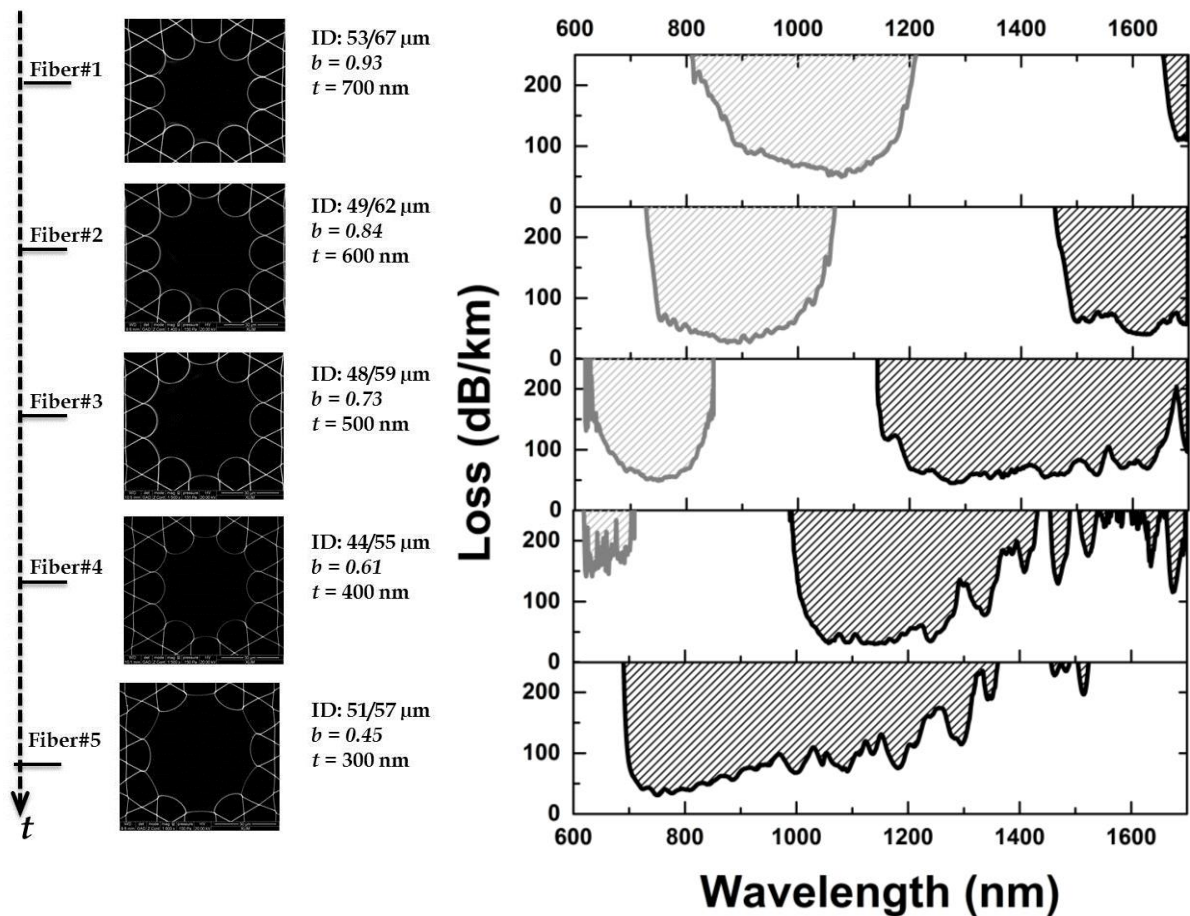 Fiber#1
ID: 53/67 μm
b = 0.93
t = 700 nm
Fiber#2
ID: 49/62 μm
b = 0.84
t = 600 nm
Fiber#3
ID: 48/59 μm
b = 0.73
t = 500 nm
Fiber#4
ID: 44/55 μm
b = 0.61
t = 400 nm
Fiber#5
ID: 51/57 μm
b = 0.45
t = 300 nm
t
600 800 1000 1200 1400 1600
200
100
0
200
100
0
200
100
0
200
100
0
200
100
0
Loss (dB/km)
600 800 1000 1200 1400 1600
Wavelength (nm)